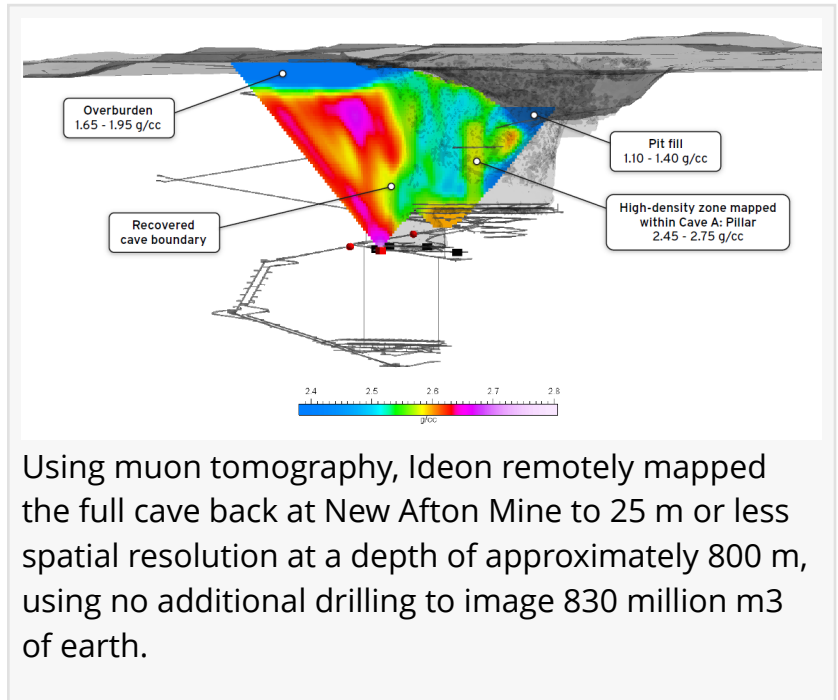 Overburden
1.65 - 1.95 g/cc
Pit fill
1.10 - 1.40 g/cc
Recovered
cave boundary
High-density zone mapped
within Cave A: Pillar
2.45 - 2.75 g/cc
2.4 2.5 2.6 2.7 2.8
g/cc
Using muon tomography, Ideon remotely mapped
the full cave back at New Afton Mine to 25 m or less
spatial resolution at a depth of approximately 800 m,
using no additional drilling to image 830 million m3
of earth.